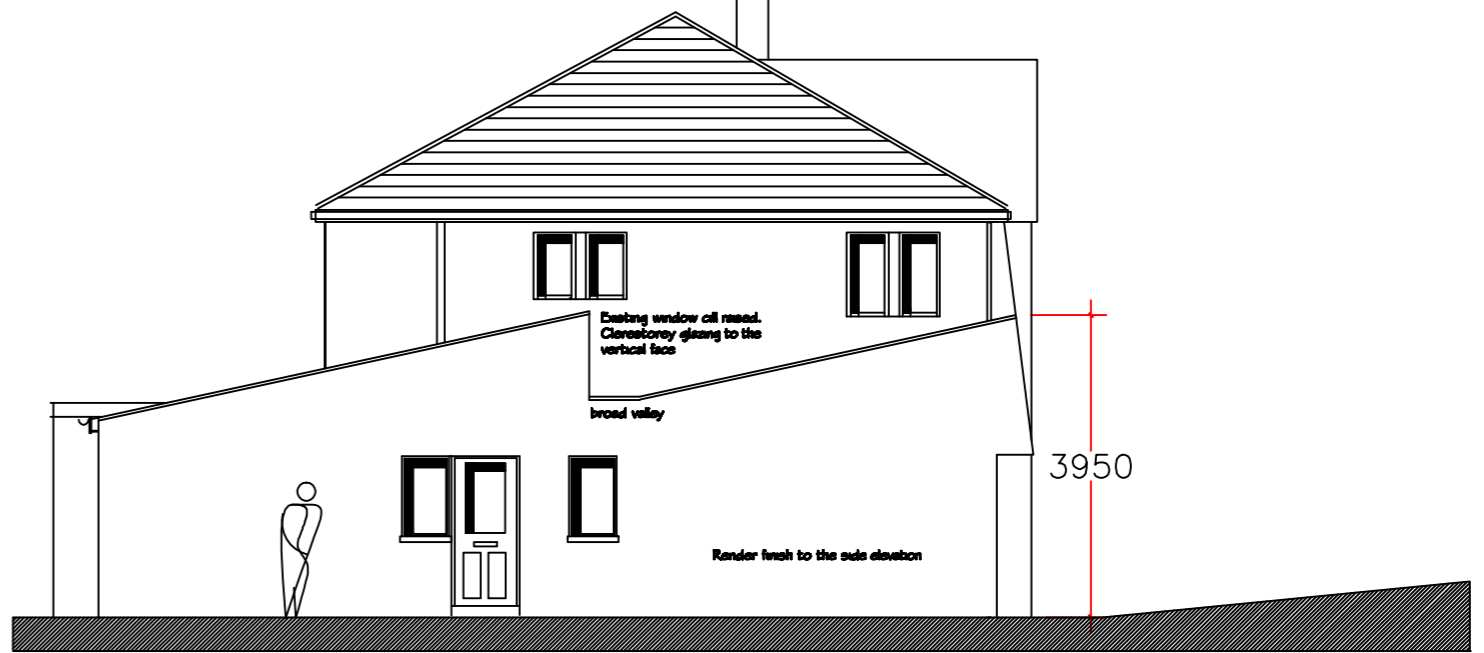 Existing window cill raised.
Clerestorey glazing to the
vertical face
broad valley
3950
Render finish to the side elevation